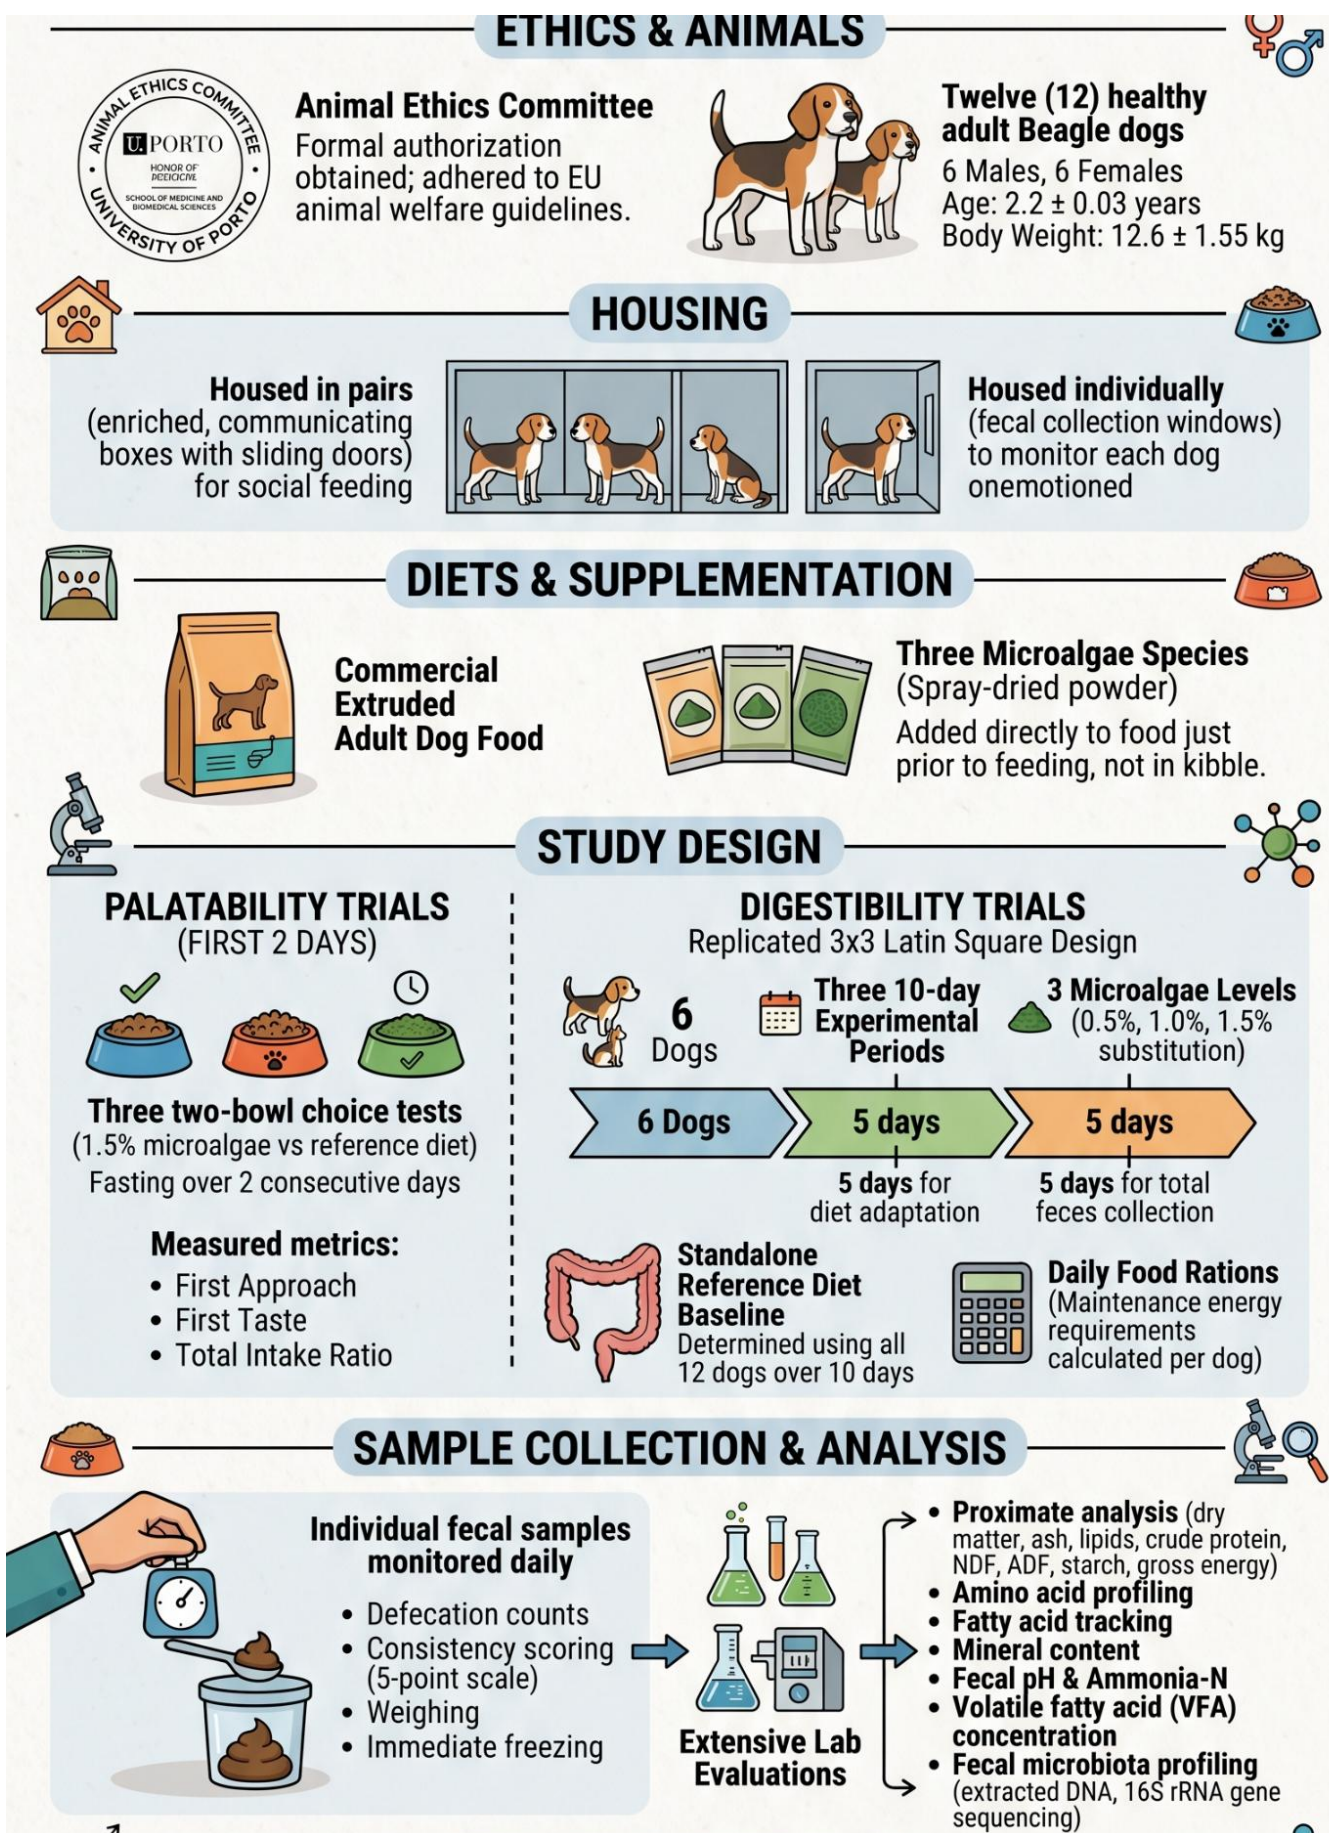 ETHICS & ANIMALS
ANIMAL ETHICS COMMITTEE
U. PORTO
HONOR OF
SCHOOL OF MEDICINE AND
BIOMEDICAL SCIENCES
UNIVERSITY OF PORTO
Animal Ethics Committee
Formal authorization
obtained; adhered to EU
animal welfare guidelines.
Twelve (12) healthy
adult Beagle dogs
6 Males, 6 Females
Age: 2.2 ± 0.03 years
Body Weight: 12.6 ± 1.55 kg
HOUSING
Housed in pairs
(enriched, communicating
boxes with sliding doors)
for social feeding
Housed individually
(fecal collection windows)
to monitor each dog
onemotioned
DIETS & SUPPLEMENTATION
Commercial
Extruded
Adult Dog Food
Three Microalgae Species
(Spray-dried powder)
Added directly to food just
prior to feeding, not in kibble.
STUDY DESIGN
PALATABILITY TRIALS
(FIRST 2 DAYS)
Three two-bowl choice tests
(1.5% microalgae vs reference diet)
Fasting over 2 consecutive days
Measured metrics:
• First Approach
• First Taste
• Total Intake Ratio
DIGESTIBILITY TRIALS
Replicated 3x3 Latin Square Design
6
Dogs
Three 10-day
Experimental
Periods
3 Microalgae Levels
(0.5%, 1.0%, 1.5%
substitution)
6 Dogs
5 days
5 days
5 days for
diet adaptation
5 days for total
feces collection
Standalone
Reference Diet
Baseline
Determined using all
12 dogs over 10 days
Daily Food Rations
(Maintenance energy
requirements
calculated per dog)
SAMPLE COLLECTION & ANALYSIS
Individual fecal samples
monitored daily
• Defecation counts
• Consistency scoring
(5-point scale)
• Weighing
• Immediate freezing
Extensive Lab
Evaluations
• Proximate analysis (dry
matter, ash, lipids, crude protein,
NDF, ADF, starch, gross energy)
• Amino acid profiling
• Fatty acid tracking
• Mineral content
• Fecal pH & Ammonia-N
• Volatile fatty acid (VFA)
concentration
• Fecal microbiota profiling
(extracted DNA, 16S rRNA gene
sequencing)